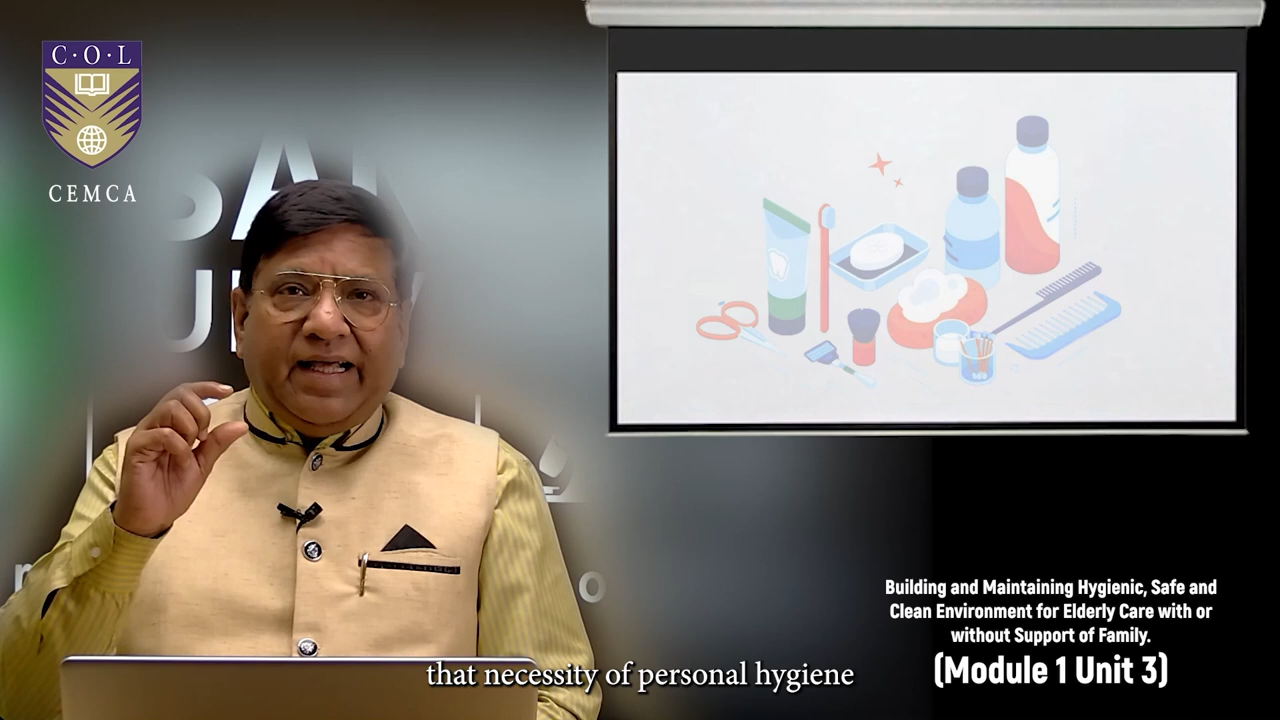 C·O·L
CEMCA
Building and Maintaining Hygienic, Safe and
Clean Environment for Elderly Care with or
without Support of Family.
(Module 1 Unit 3)
that necessity of personal hygiene